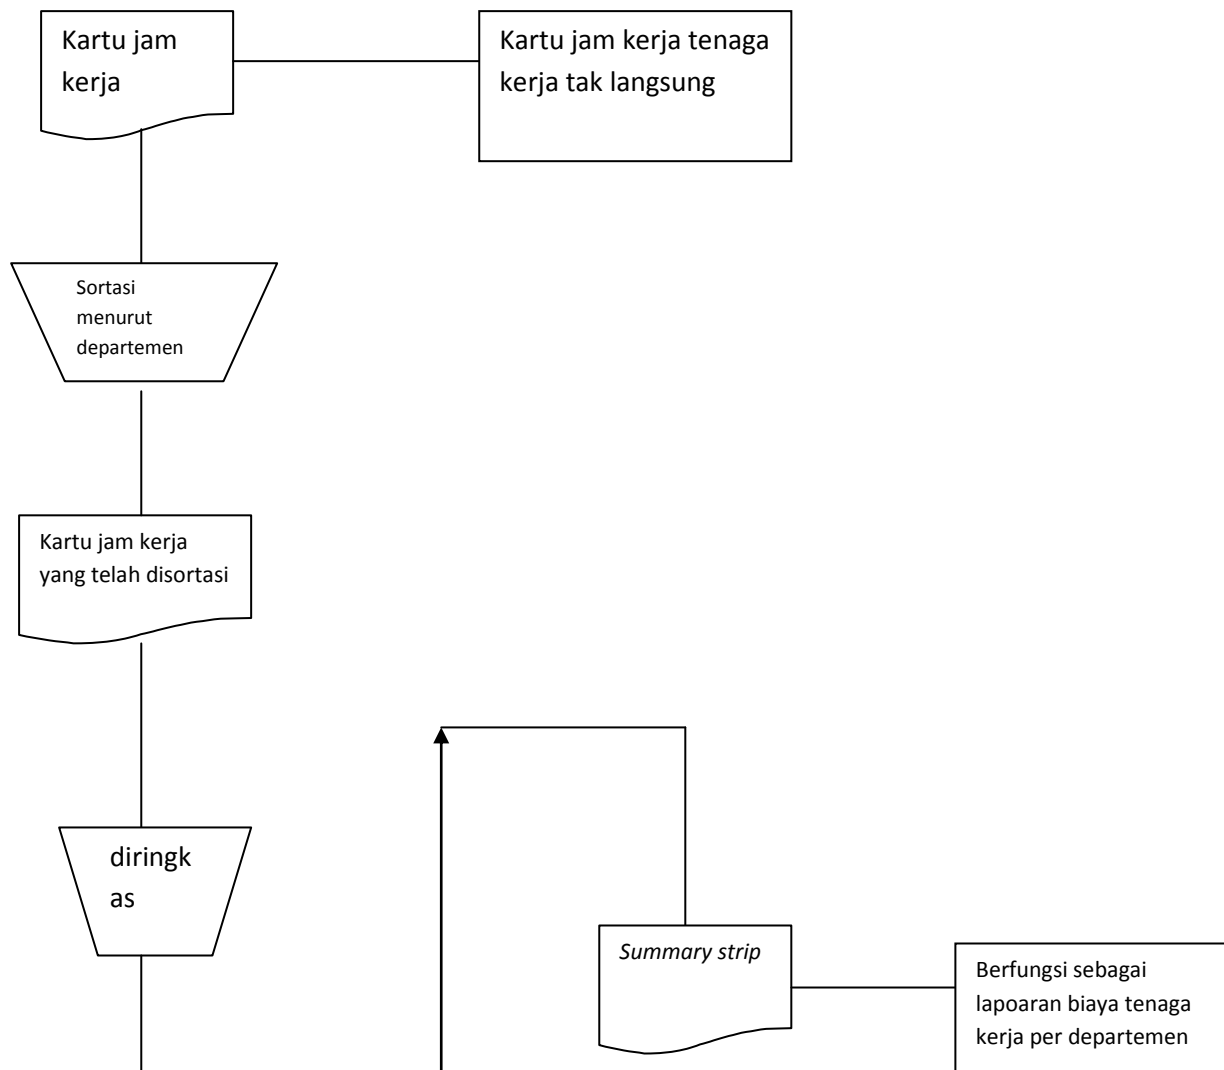 Kartu jam
kerja
Kartu jam kerja tenaga
kerja tak langsung
Sortasi
menurut
departemen
Kartu jam kerja
yang telah disortasi
diringk
as
Summary strip
Berfungsi sebagai
lapoaran biaya tenaga
kerja per departemen